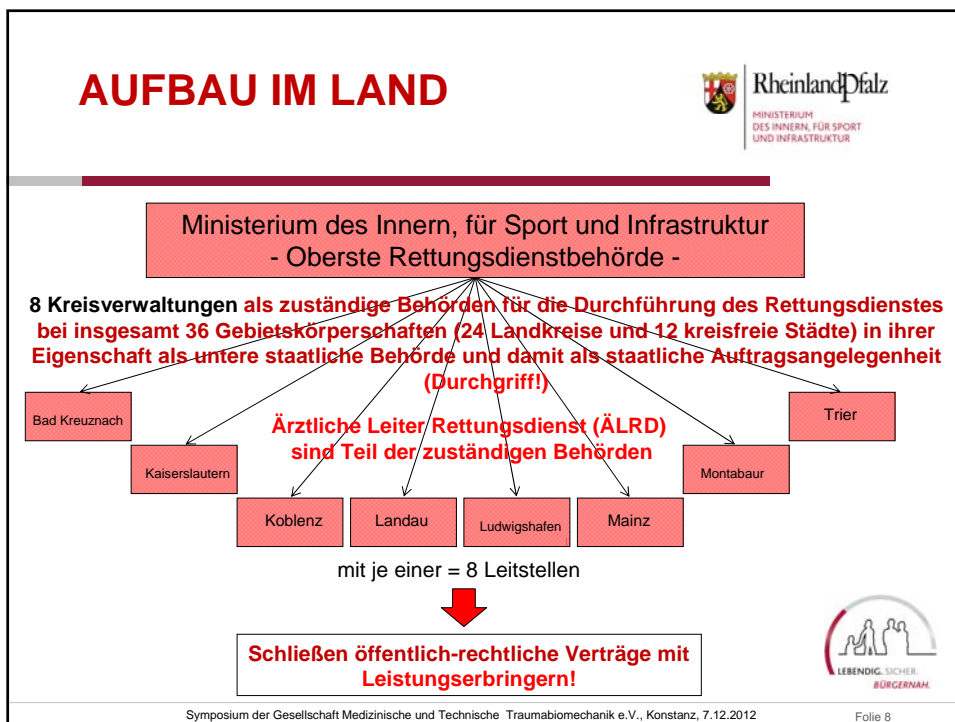 AUFBAU IM LAND
RheinlandPfalz
MINISTERIUM
DES INNERN, FÜR SPORT
UND INFRASTRUKTUR
Ministerium des Innern, für Sport und Infrastruktur
- Oberste Rettungsdienstbehörde -
8 Kreisverwaltungen als zuständige Behörden für die Durchführung des Rettungsdienstes
bei insgesamt 36 Gebietskörperschaften (24 Landkreise und 12 kreisfreie Städte) in ihrer
Eigenschaft als untere staatliche Behörde und damit als staatliche Auftragsangelegenheit
(Durchgriff!)
Bad Kreuznach
Trier
Ärztliche Leiter Rettungsdienst (ÄLRD)
sind Teil der zuständigen Behörden
Kaiserslautern
Montabaur
Koblenz
Landau
Ludwigshafen
Mainz
mit je einer = 8 Leitstellen
Schließen öffentlich-rechtliche Verträge mit
Leistungserbringern!
LEBENDIG. SICHER.
BÜRGERNAH.
Symposium der Gesellschaft Medizinische und Technische Traumabiomechanik e.V., Konstanz, 7.12.2012
Folie 8